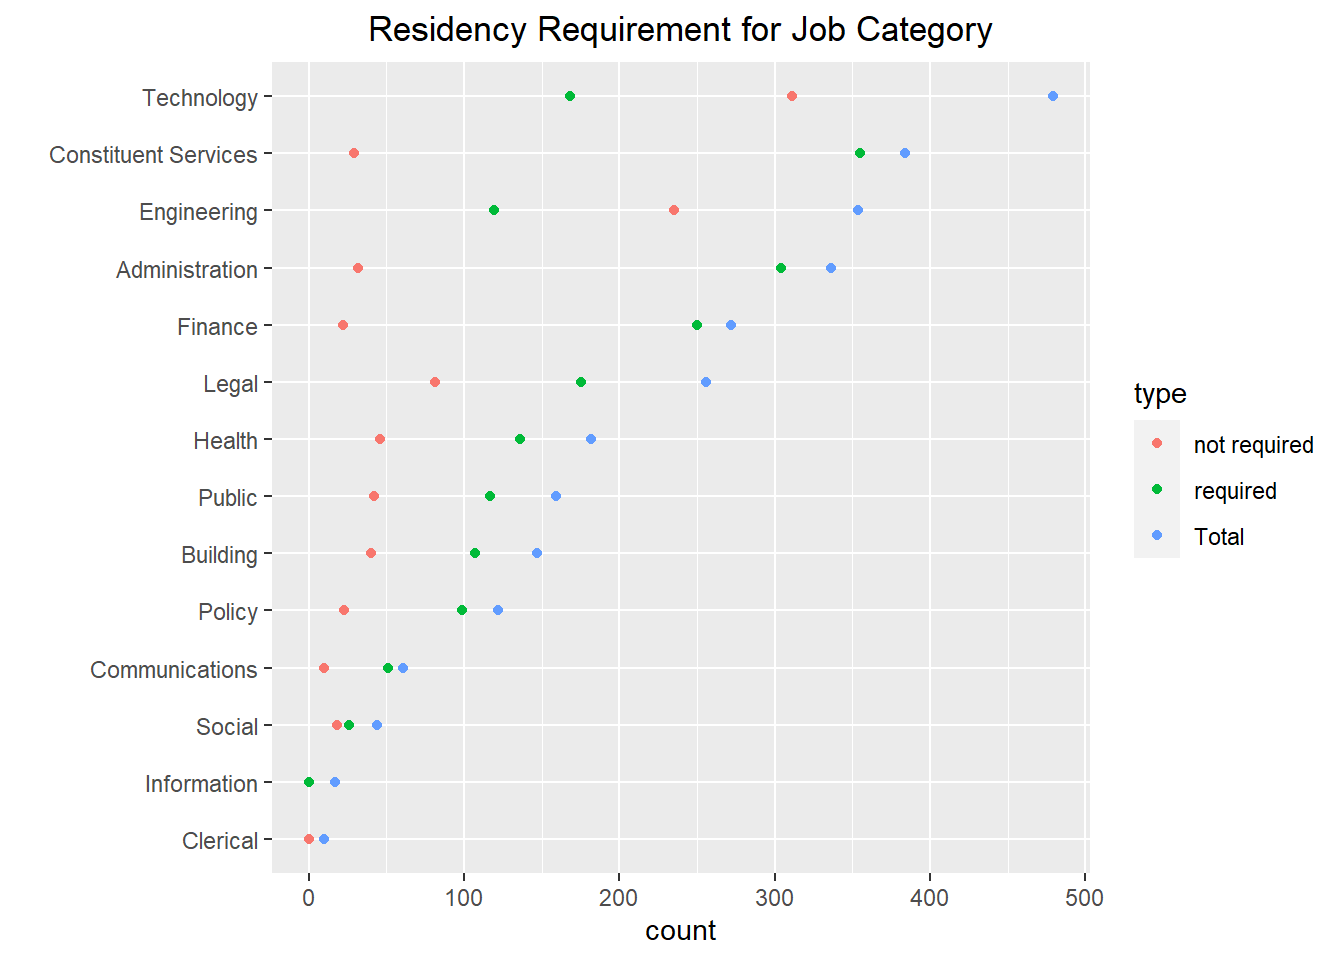 Residency Requirement for Job Category
Technology
Constituent Services
Engineering
Administration
Finance
Legal
Health
Public
Building
Policy
Communications
Social
Information
Clerical
0 100 200 300 400 500
count
type
not required
required
Total